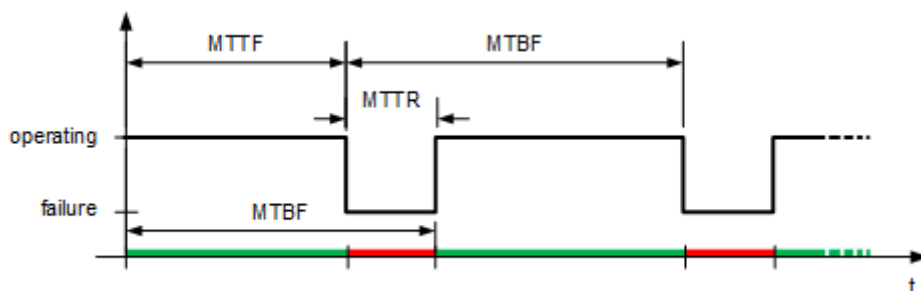 MTTF
MTBF
MTTR
operating
failure
MTBF
t